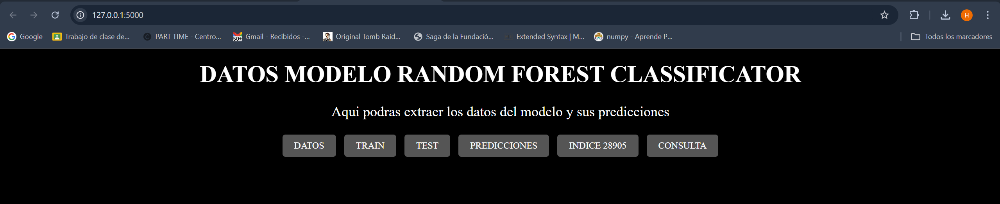 127.0.0.1:5000
H
Google Trabajo de clase de... PART TIME - Centro... 50+ Gmail - Recibidos -... Original Tomb Raid... Saga de la Fundació... Extended Syntax | M... numpy - Aprende P... Todos los marcadores
DATOS MODELO RANDOM FOREST CLASSIFICATOR
Aqui podras extraer los datos del modelo y sus predicciones
DATOS TRAIN TEST PREDICCIONES INDICE 28905 CONSULTA